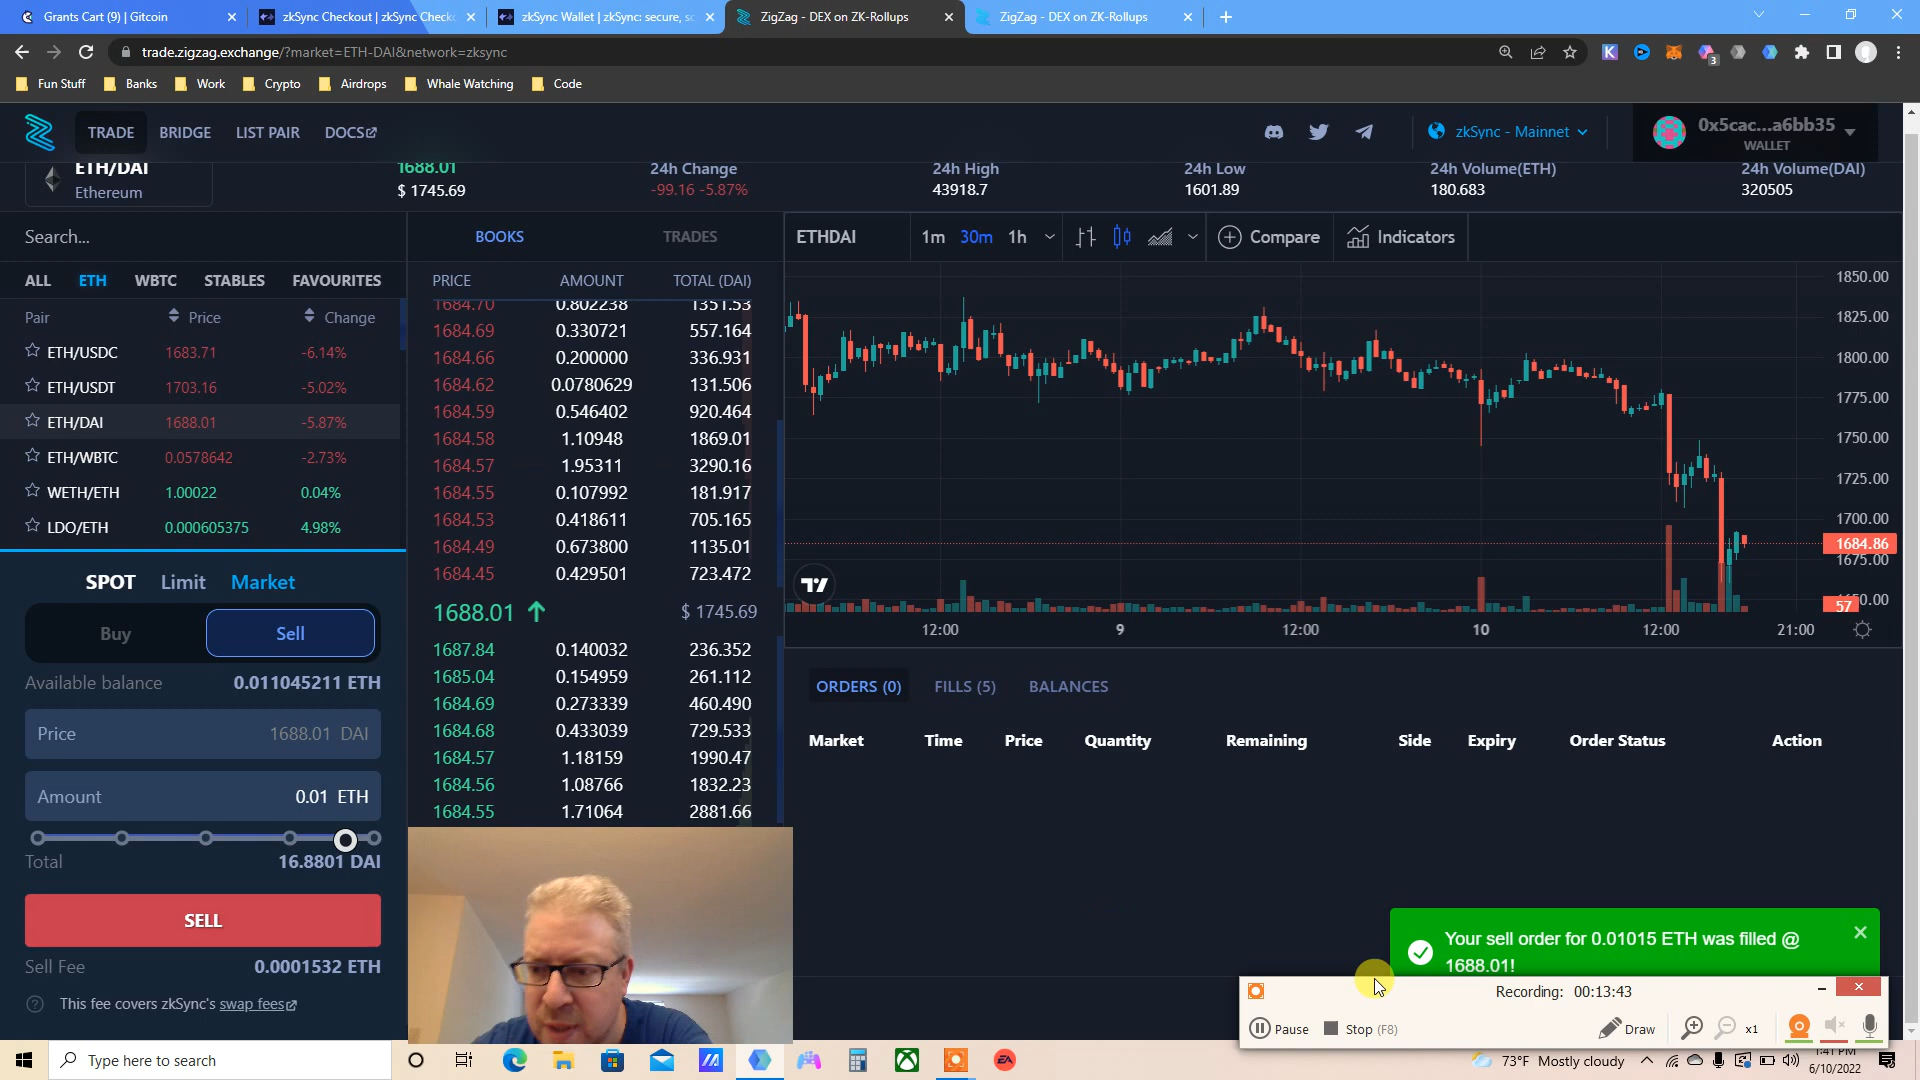 Grants Cart (9) | Gitcoin
zkSync Checkout | zkSync Check
zkSync Wallet | zkSync: secure, sc
ZigZag - DEX on ZK-Rollups
ZigZag - DEX on ZK-Rollups
trade.zigzag.exchange/?market=ETH-DAI&network=zksync
Fun Stuff
Banks
Work
Crypto
Airdrops
Whale Watching
Code
TRADE
BRIDGE
LIST PAIR
DOCS
zkSync - Mainnet
0x5cac...a6bb35
WALLET
ETH/DAI
Ethereum
1688.01
$ 1745.69
24h Change
-99.16 -5.87%
24h High
43918.7
24h Low
1601.89
24h Volume(ETH)
180.683
24h Volume(DAI)
320505
Search...
ALL ETH WBTC STABLES FAVOURITES
Pair Price Change
ETH/USDC 1683.71 -6.14%
ETH/USDT 1703.16 -5.02%
ETH/DAI 1688.01 -5.87%
ETH/WBTC 0.0578642 -2.73%
WETH/ETH 1.00022 0.04%
LDO/ETH 0.000605375 4.98%
SPOT Limit Market
Buy Sell
Available balance 0.011045211 ETH
Price 1688.01 DAI
Amount 0.01 ETH
Total 16.8801 DAI
SELL
Sell Fee 0.0001532 ETH
This fee covers zkSync's swap fees
BOOKS TRADES
PRICE AMOUNT TOTAL (DAI)
1684.70 0.802238 1351.53
1684.69 0.330721 557.164
1684.66 0.200000 336.931
1684.62 0.0780629 131.506
1684.59 0.546402 920.464
1684.58 1.10948 1869.01
1684.57 1.95311 3290.16
1684.55 0.107992 181.917
1684.53 0.418611 705.165
1684.49 0.673800 1135.01
1684.45 0.429501 723.472
1688.01 $ 1745.69
1687.84 0.140032 236.352
1685.04 0.154959 261.112
1684.69 0.273339 460.490
1684.68 0.433039 729.533
1684.57 1.18159 1990.47
1684.56 1.08766 1832.23
1684.55 1.71064 2881.66
ETHDAI 1m 30m 1h Compare Indicators
1850.00
1825.00
1800.00
1775.00
1750.00
1725.00
1700.00
1684.86
1675.00
57
12:00 9 12:00 10 12:00 21:00
ORDERS (0) FILLS (5) BALANCES
Market Time Price Quantity Remaining Side Expiry Order Status Action
Your sell order for 0.01015 ETH was filled @
1688.01!
Recording: 00:13:43
Pause Stop (F8) Draw x1
Type here to search
73°F Mostly cloudy
1:41 PM
6/10/2022
3